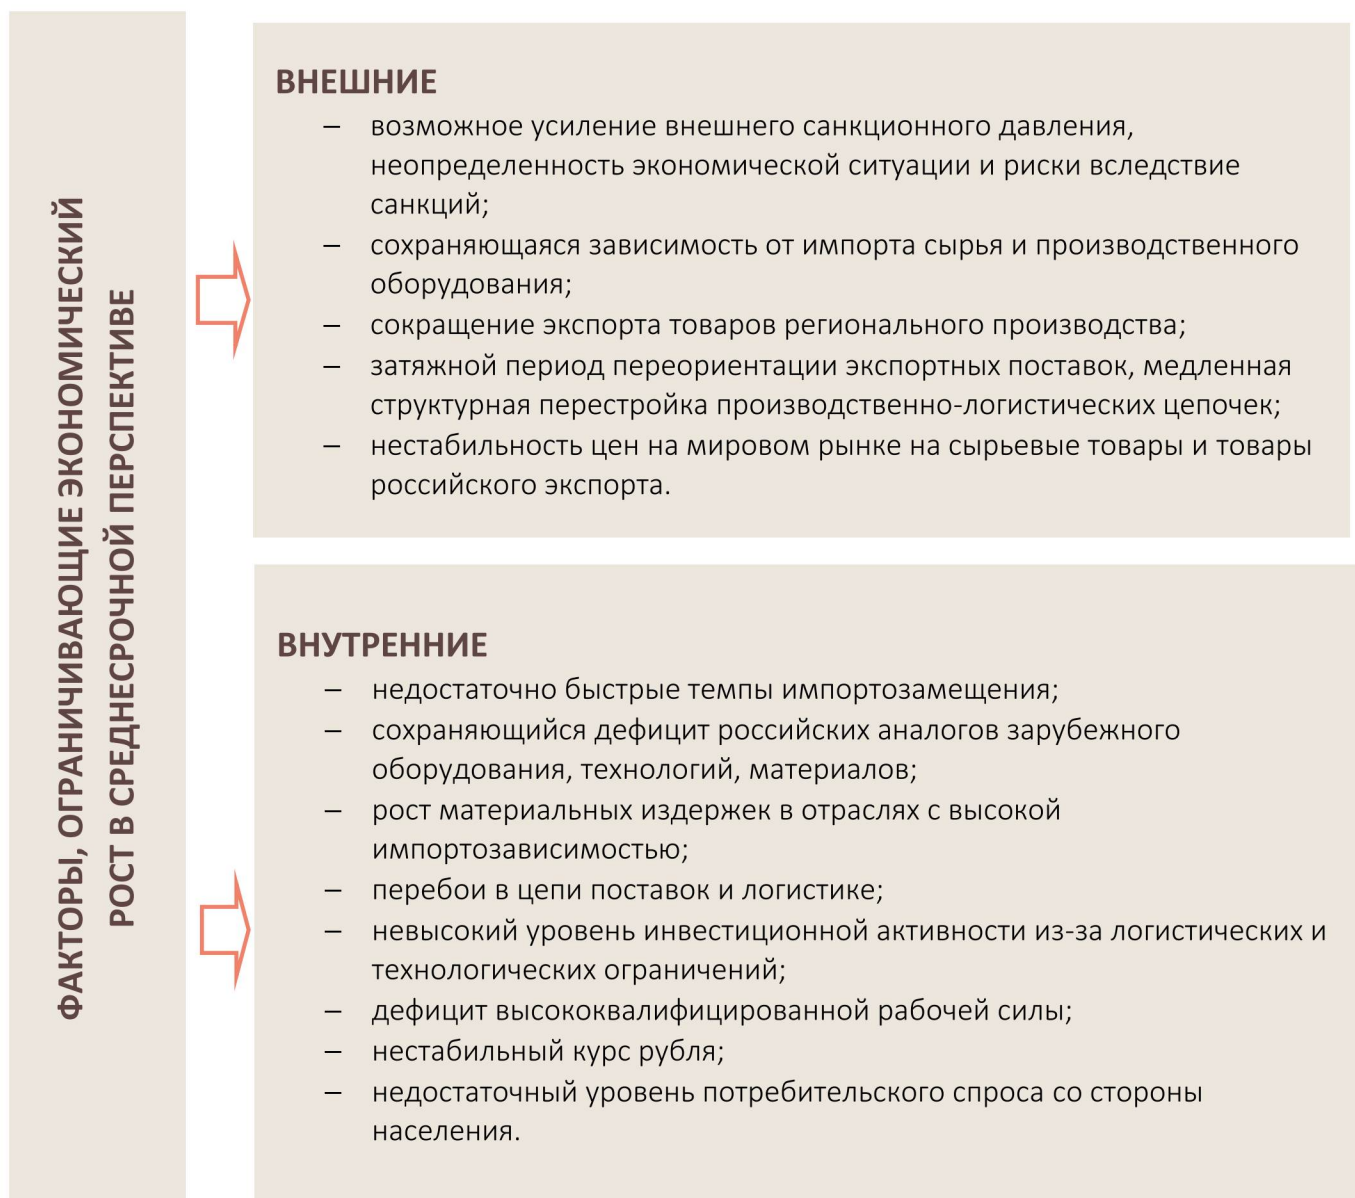 ФАКТОРЫ, ОГРАНИЧИВАЮЩИЕ ЭКОНОМИЧЕСКИЙ
РОСТ В СРЕДНЕСРОЧНОЙ ПЕРСПЕКТИВЕ
ВНЕШНИЕ
– возможное усиление внешнего санкционного давления,
неопределенность экономической ситуации и риски вследствие
санкций;
– сохраняющаяся зависимость от импорта сырья и производственного
оборудования;
– сокращение экспорта товаров регионального производства;
– затяжной период переориентации экспортных поставок, медленная
структурная перестройка производственно-логистических цепочек;
– нестабильность цен на мировом рынке на сырьевые товары и товары
российского экспорта.
ВНУТРЕННИЕ
– недостаточно быстрые темпы импортозамещения;
– сохраняющийся дефицит российских аналогов зарубежного
оборудования, технологий, материалов;
– рост материальных издержек в отраслях с высокой
импортозависимостью;
– перебои в цепи поставок и логистике;
– невысокий уровень инвестиционной активности из-за логистических и
технологических ограничений;
– дефицит высококвалифицированной рабочей силы;
– нестабильный курс рубля;
– недостаточный уровень потребительского спроса со стороны
населения.